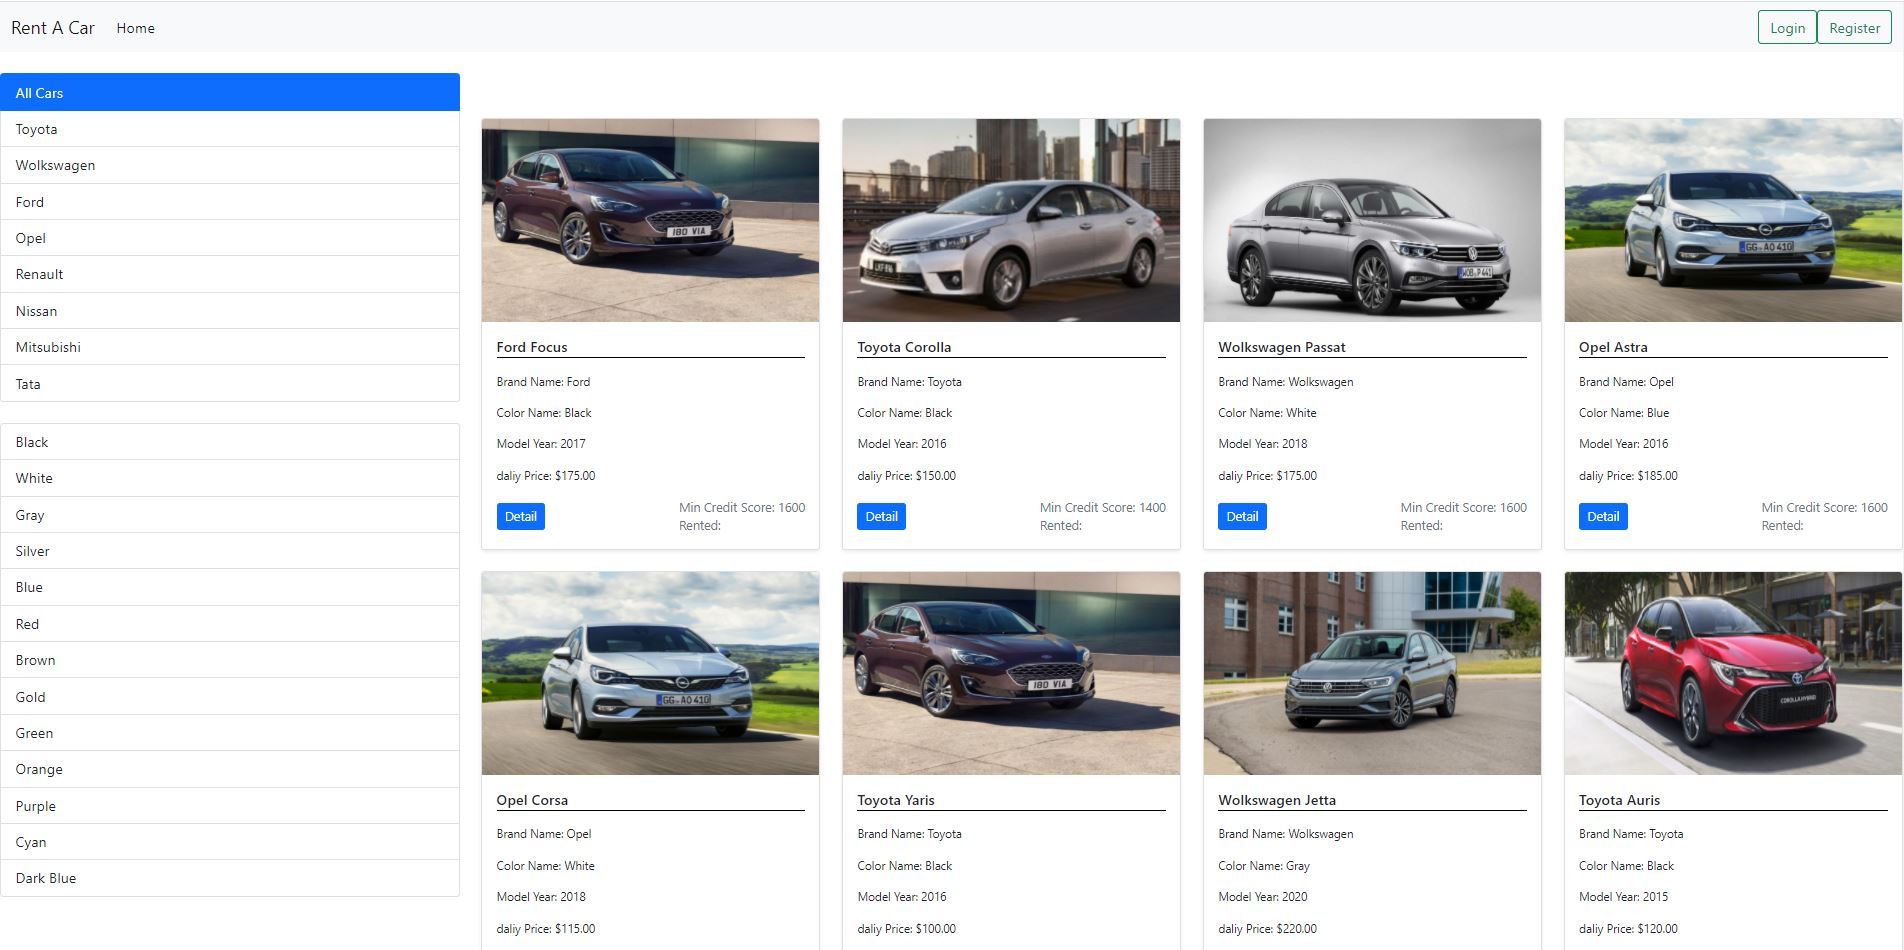 Rent A Car Home Login Register
All Cars
Toyota
Wolkswagen
Ford
Opel
Renault
Nissan
Mitsubishi
Tata
Black
White
Gray
Silver
Blue
Red
Brown
Gold
Green
Orange
Purple
Cyan
Dark Blue
180 VIA
Ford Focus
Brand Name: Ford
Color Name: Black
Model Year: 2017
daliy Price: $175.00
Detail
Min Credit Score: 1600
Rented:
Toyota Corolla
Brand Name: Toyota
Color Name: Black
Model Year: 2016
daliy Price: $150.00
Detail
Min Credit Score: 1400
Rented:
WOB P 441
Wolkswagen Passat
Brand Name: Wolkswagen
Color Name: White
Model Year: 2018
daliy Price: $175.00
Detail
Min Credit Score: 1600
Rented:
GG AO 410
Opel Astra
Brand Name: Opel
Color Name: Blue
Model Year: 2016
daliy Price: $185.00
Detail
Min Credit Score: 1600
Rented:
GG AO 410
Opel Corsa
Brand Name: Opel
Color Name: White
Model Year: 2018
daliy Price: $115.00
180 VIA
Toyota Yaris
Brand Name: Toyota
Color Name: Black
Model Year: 2016
daliy Price: $100.00
Wolkswagen Jetta
Brand Name: Wolkswagen
Color Name: Gray
Model Year: 2020
daliy Price: $220.00
COROLLA HYBRID
Toyota Auris
Brand Name: Toyota
Color Name: Black
Model Year: 2015
daliy Price: $120.00